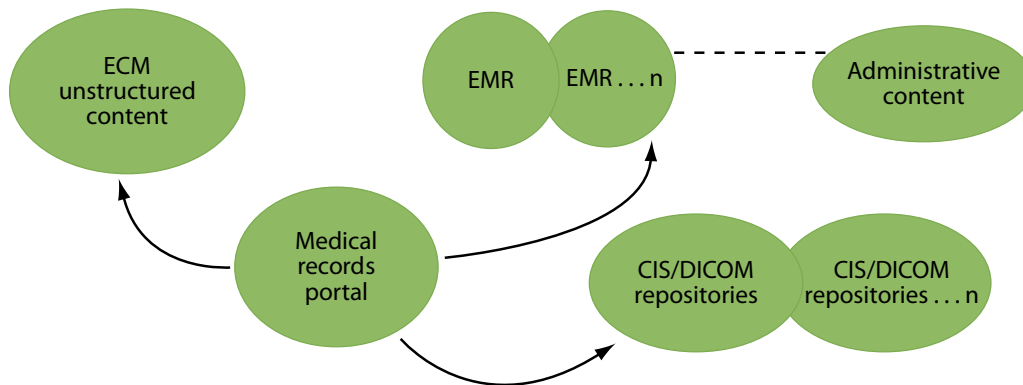 ECM
unstructured
content
EMR
EMR . . . n
Administrative
content
Medical
records
portal
CIS/DICOM
repositories
CIS/DICOM
repositories . . . n